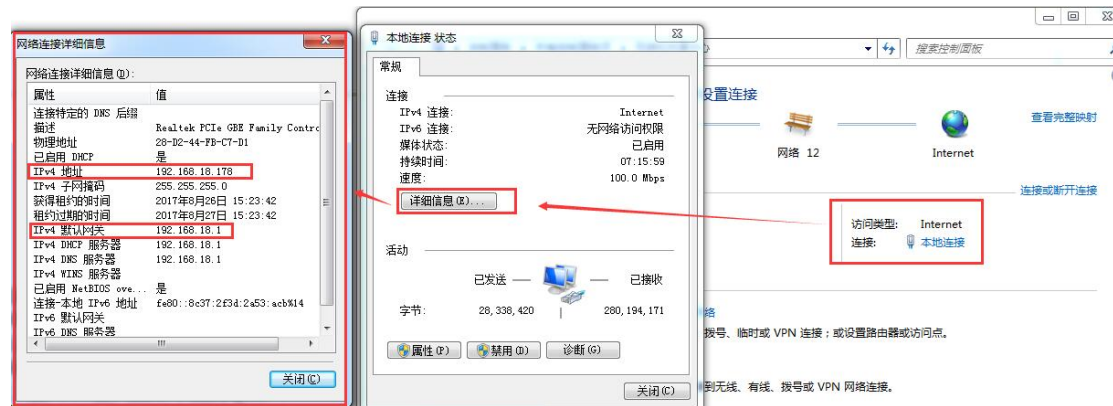 网络连接详细信息
网络连接详细信息(D):
属性 值
连接特定的 DNS 后缀
描述 Realtek PCIe GBE Family Contro
物理地址 28-D2-44-FB-C7-D1
已启用 DHCP 是
IPv4 地址 192.168.18.178
IPv4 子网掩码 255.255.255.0
获得租约的时间 2017年8月26日 15:23:42
租约过期的时间 2017年8月27日 15:23:42
IPv4 默认网关 192.168.18.1
IPv4 DHCP 服务器 192.168.18.1
IPv4 DNS 服务器 192.168.18.1
IPv4 WINS 服务器
已启用 NetBIOS ove... 是
连接-本地 IPv6 地址 fe80::8c37:2f3d:2a53:acb%14
IPv6 默认网关
IPv6 DNS 服务器
关闭(C)
本地连接 状态
常规
连接
IPv4 连接: Internet
IPv6 连接: 无网络访问权限
媒体状态: 已启用
持续时间: 07:15:59
速度: 100.0 Mbps
详细信息(E)...
活动
已发送 已接收
字节: 28,338,420 280,194,171
属性(P) 禁用(D) 诊断(G)
关闭(C)
搜索控制面板
设置连接
查看完整映射
网络 12 Internet
连接或断开连接
访问类型: Internet
连接: 本地连接
络
拨号、临时或 VPN 连接；或设置路由器或访问点。
到无线、有线、拨号或 VPN 网络连接。